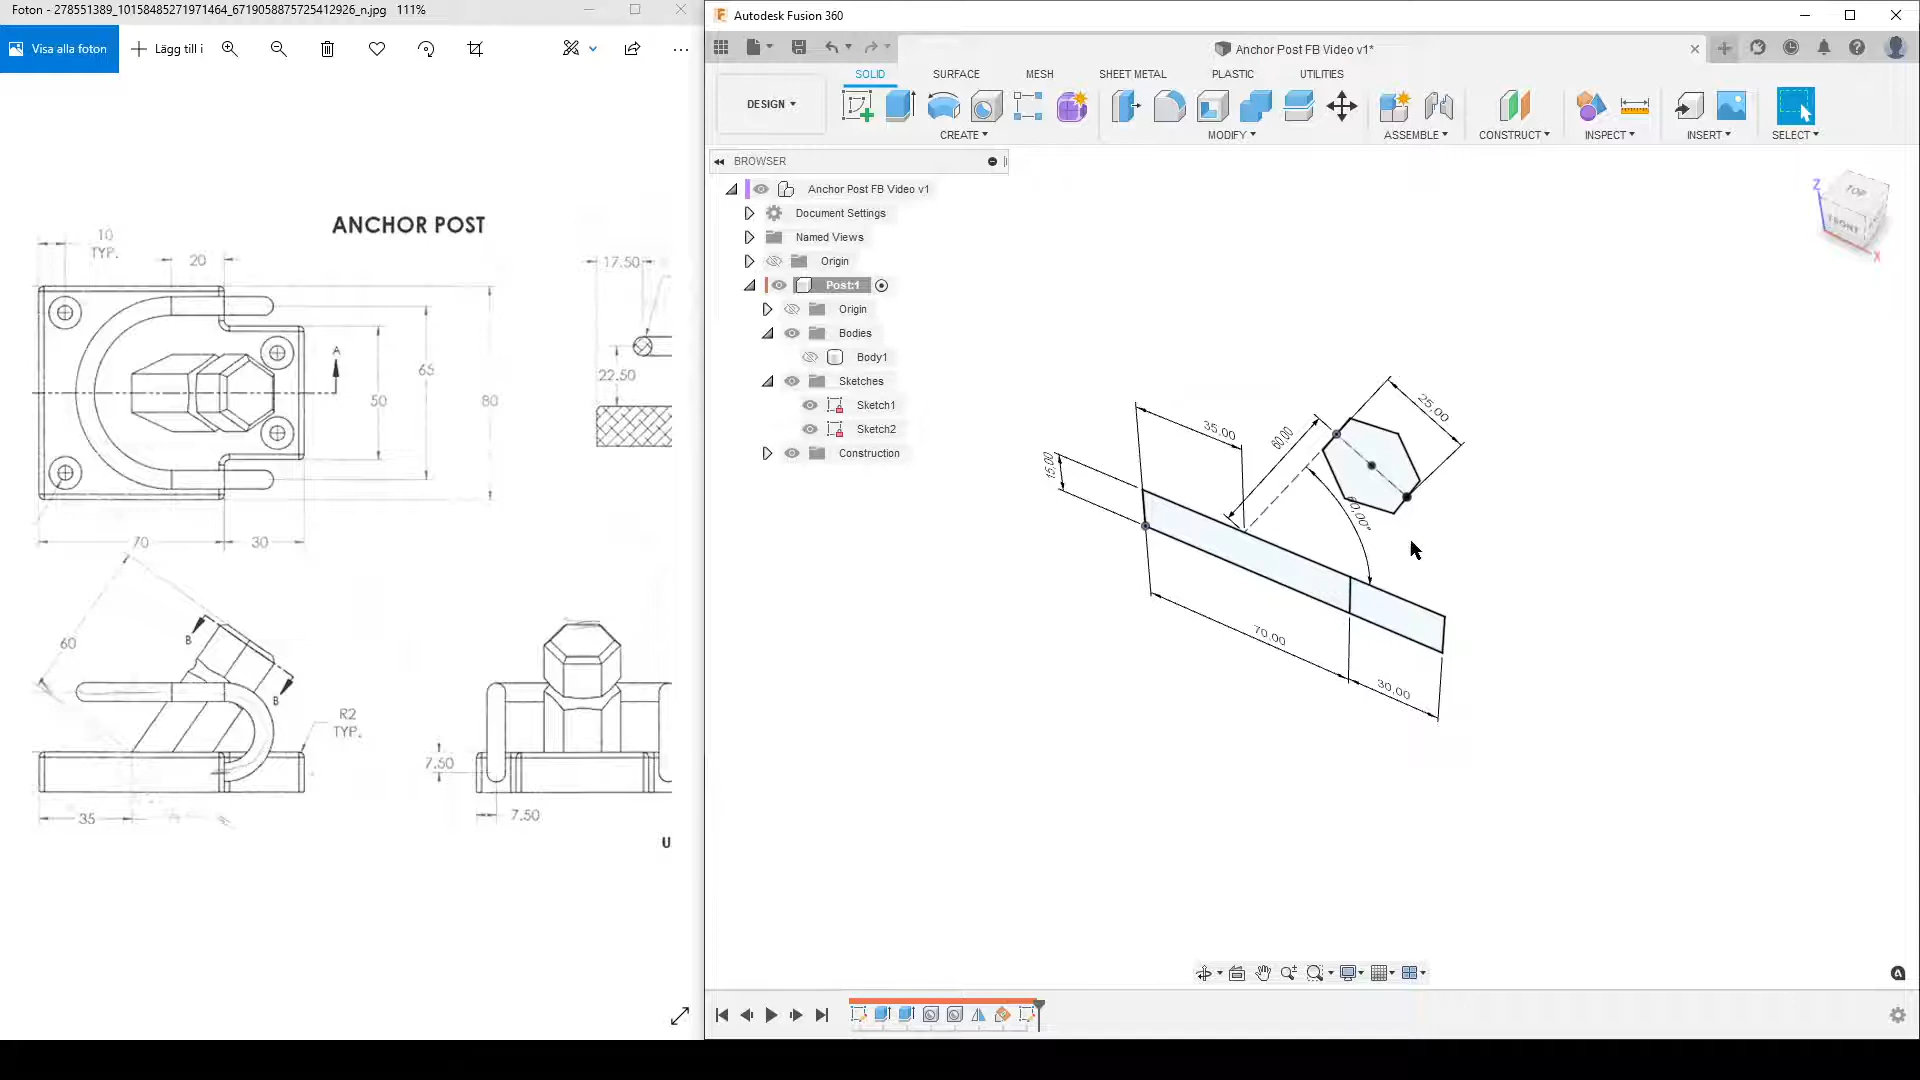 Foton - 278551389_10158485271971464_6719058875725412926_n.jpg 111%
Visa alla foton
Lägg till i
ANCHOR POST
10
TYP.
20
17.50
A
22.50
65
50
80
70
30
60
B
B
R2
TYP.
7.50
7.50
35
U
Autodesk Fusion 360
Anchor Post FB Video v1*
SOLID
SURFACE
MESH
SHEET METAL
PLASTIC
UTILITIES
DESIGN
CREATE
MODIFY
ASSEMBLE
CONSTRUCT
INSPECT
INSERT
SELECT
BROWSER
Anchor Post FB Video v1
Document Settings
Named Views
Origin
Post:1
Origin
Bodies
Body1
Sketches
Sketch1
Sketch2
Construction
Z
TOP
FRONT
X
25,00
35,00
60,00
15,00
60,00°
70,00
30,00